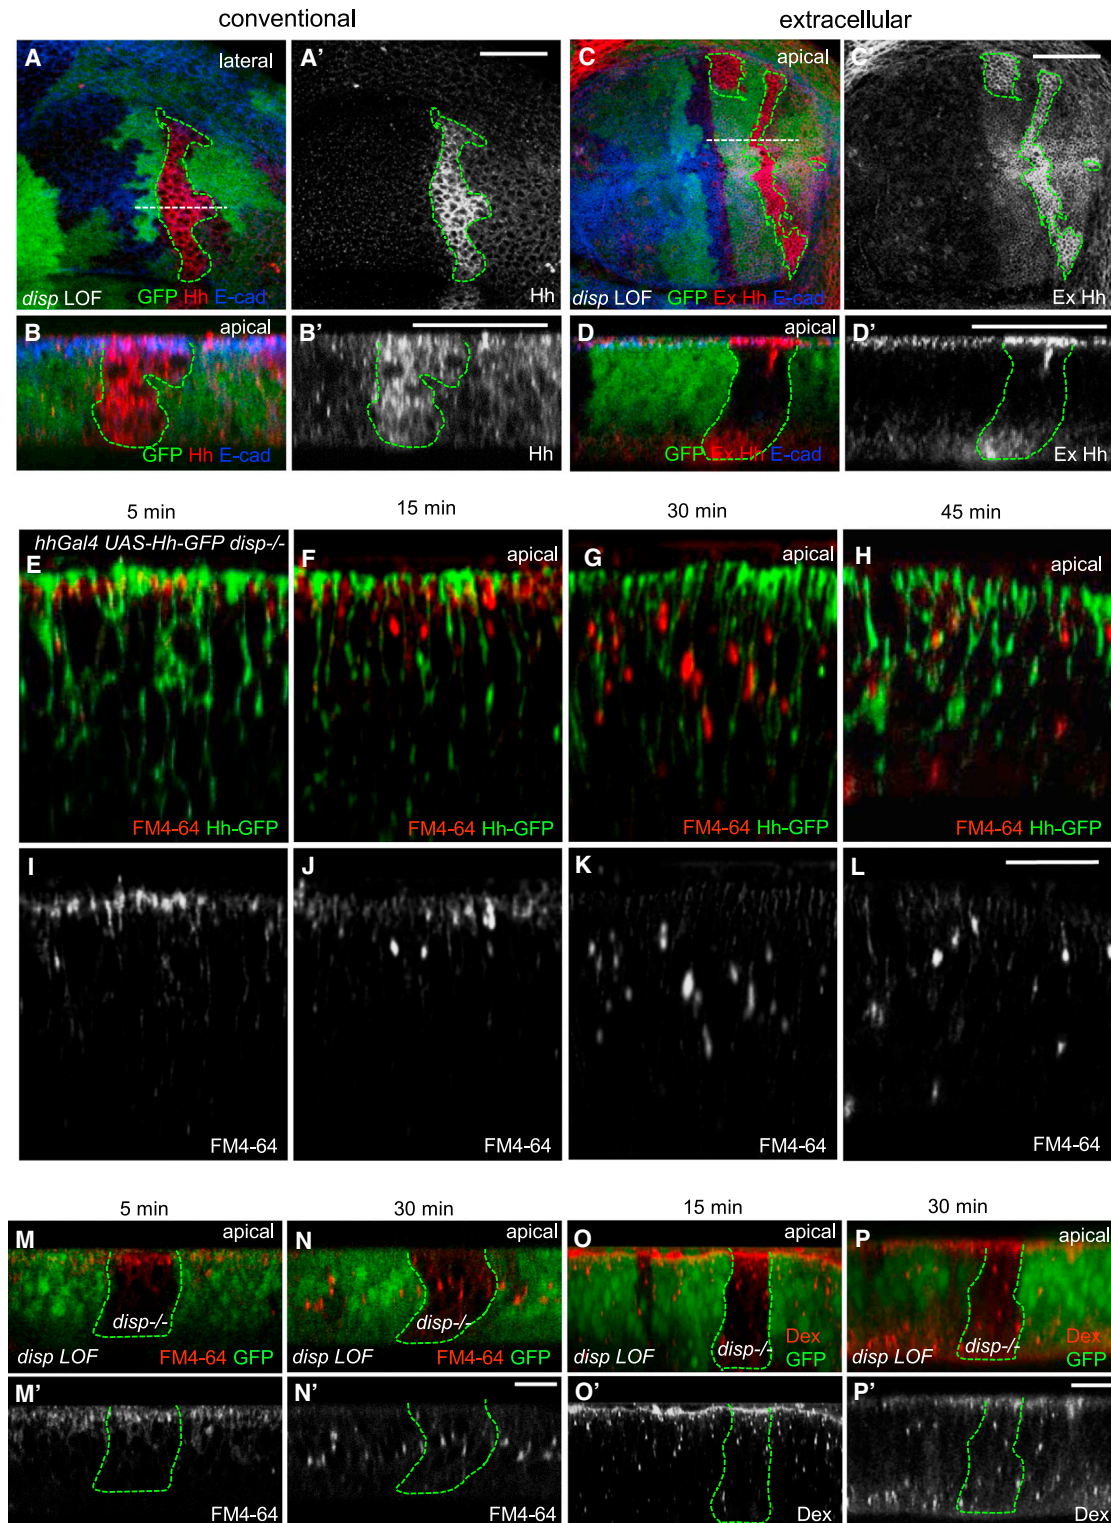 conventional
extracellular
A
lateral
disp LOF
GFP Hh E-cad
A'
Hh
C
apical
disp LOF
GFP Ex Hh E-cad
C'
Ex Hh
B
apical
GFP Hh E-cad
B'
Hh
D
apical
GFP Ex Hh E-cad
D'
Ex Hh
5 min
15 min
30 min
45 min
hhGal4 UAS-Hh-GFP disp-/-
E
FM4-64 Hh-GFP
F
apical
FM4-64 Hh-GFP
G
apical
FM4-64 Hh-GFP
H
apical
FM4-64 Hh-GFP
I
FM4-64
J
FM4-64
K
FM4-64
L
FM4-64
5 min
30 min
15 min
30 min
M
apical
disp-/-
disp LOF
FM4-64 GFP
N
apical
disp-/-
disp LOF
FM4-64 GFP
O
apical
disp-/-
disp LOF
Dex
GFP
P
apical
disp-/-
disp LOF
Dex
GFP
M'
FM4-64
N'
FM4-64
O'
Dex
P'
Dex